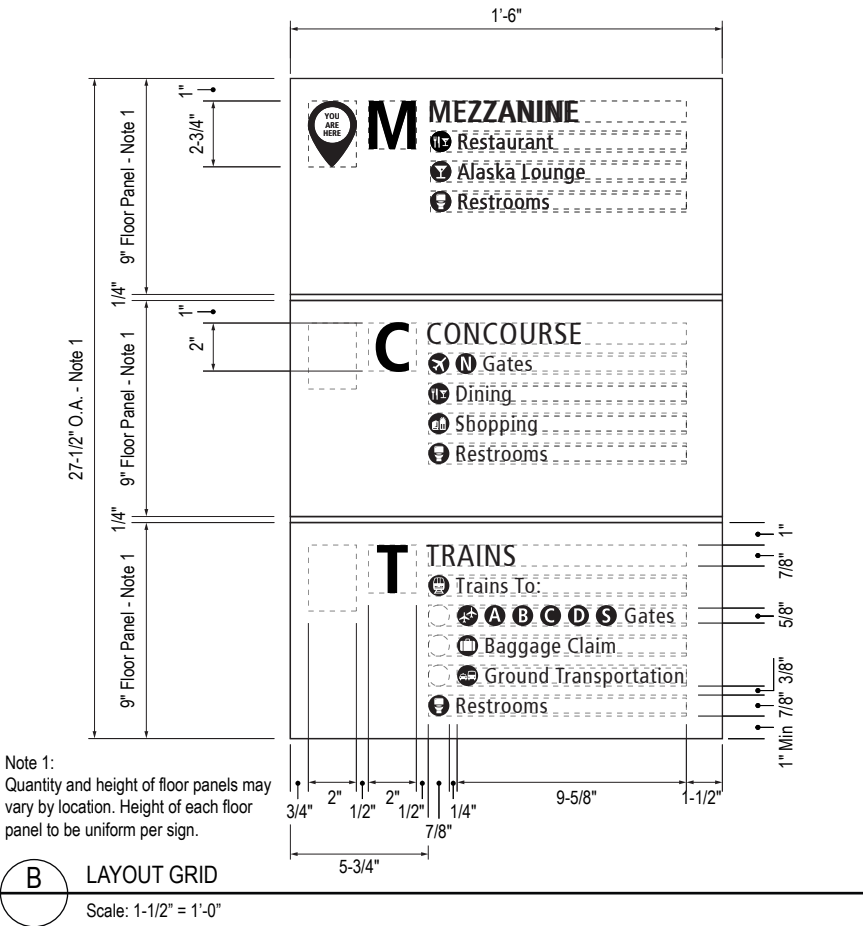 1'-6"
1"
2-3/4"
9" Floor Panel - Note 1
YOU
ARE
HERE
M
MEZZANINE
Restaurant
Alaska Lounge
Restrooms
1/4"
27-1/2" O.A. - Note 1
1"
2"
9" Floor Panel - Note 1
C
CONCOURSE
N Gates
Dining
Shopping
Restrooms
1/4"
9" Floor Panel - Note 1
T
TRAINS
Trains To:
A B C D S Gates
Baggage Claim
Ground Transportation
Restrooms
1"
7/8"
5/8"
3/8"
7/8"
1" Min
3/4"
2"
1/2"
2"
1/2"
7/8"
1/4"
9-5/8"
1-1/2"
5-3/4"
Note 1:
Quantity and height of floor panels may
vary by location. Height of each floor
panel to be uniform per sign.
B
LAYOUT GRID
Scale: 1-1/2" = 1'-0"